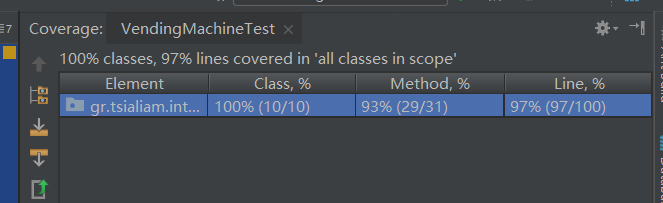 Coverage: VendingMachineTest
100% classes, 97% lines covered in 'all classes in scope'
Element Class, % Method, % Line, %
gr.tsialiam.int... 100% (10/10) 93% (29/31) 97% (97/100)